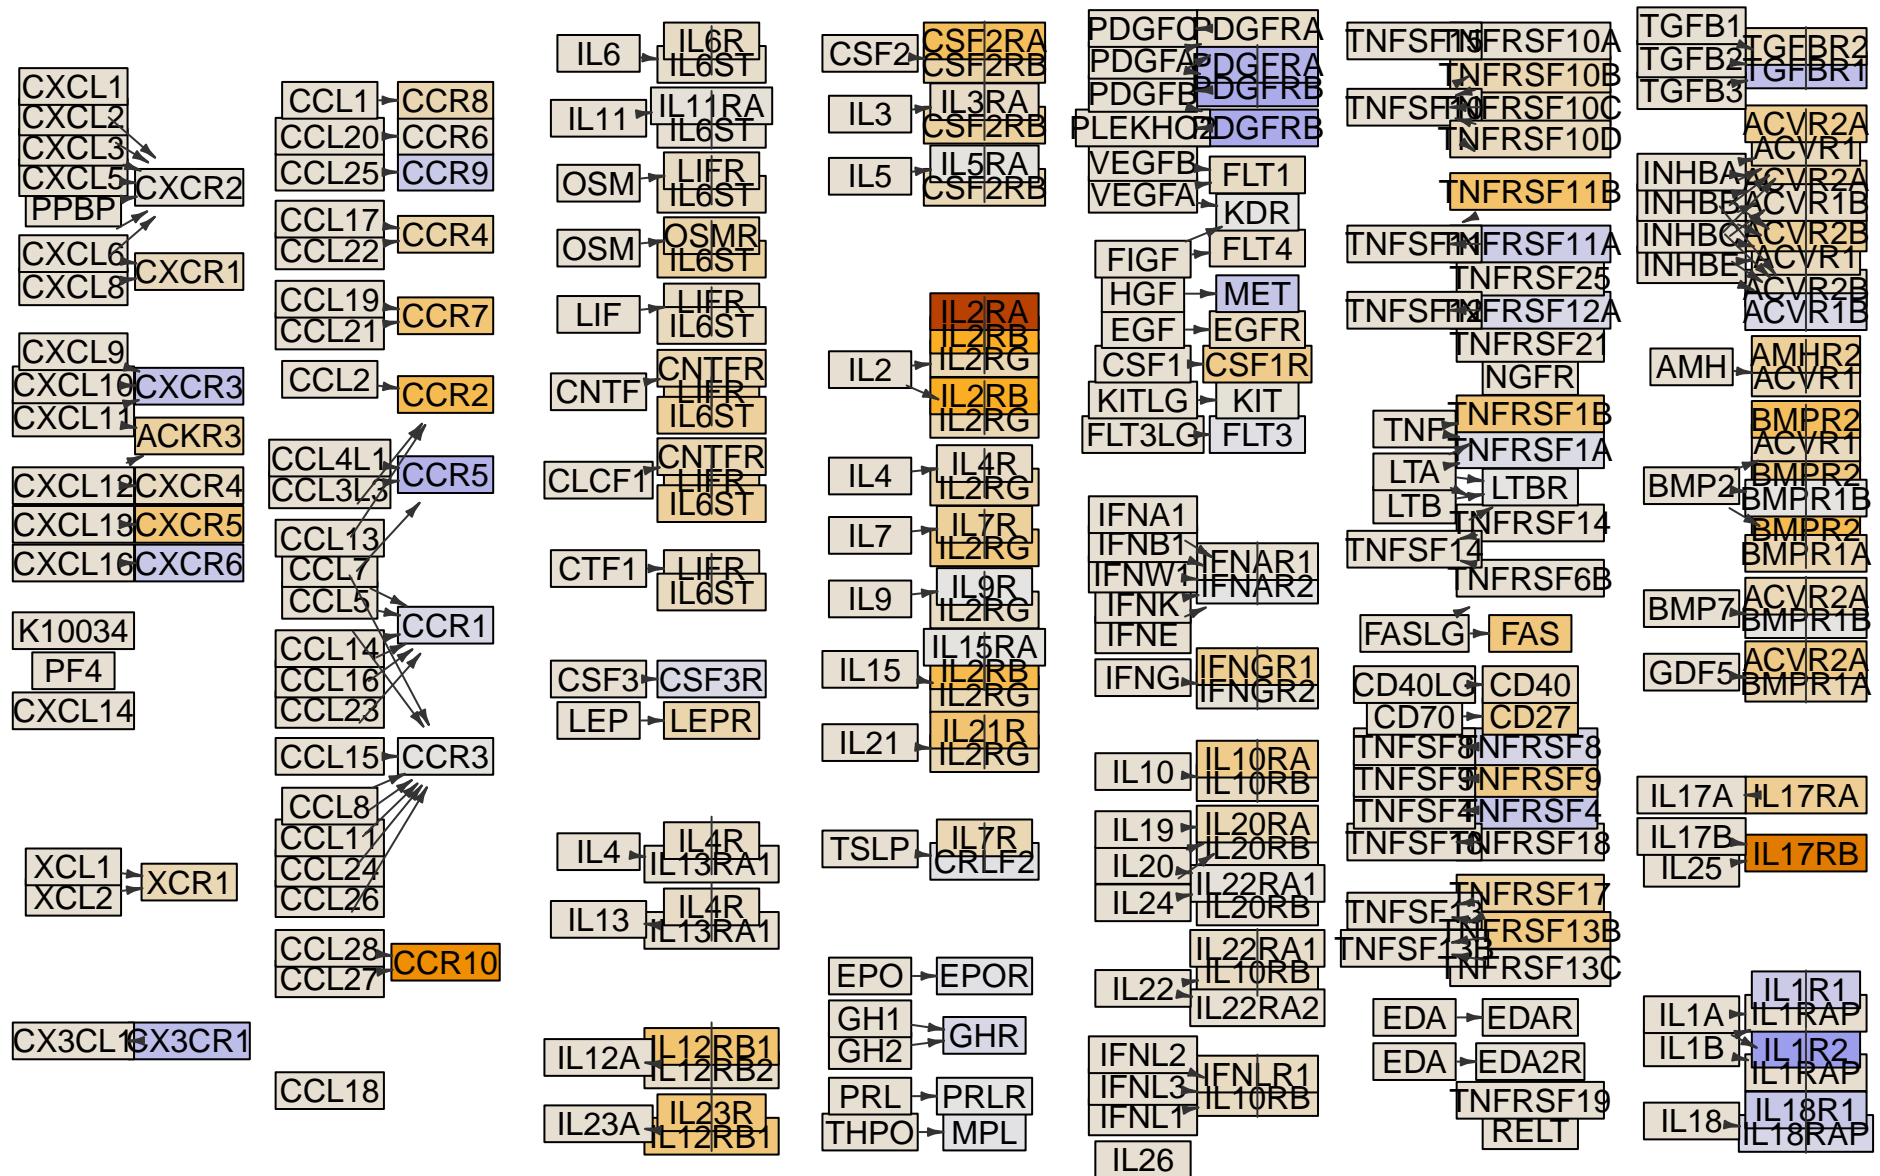 CXCL1
CXCL2
CXCL3
CXCL5
PPBP
CXCR2
CXCL6
CXCL8
CXCR1
CXCL9
CXCL10
CXCL11
CXCR3
ACKR3
CXCL12
CXCR4
CXCL13
CXCR5
CXCL16
CXCR6
K10034
PF4
CXCL14
XCL1
XCL2
XCR1
CX3CL1
CX3CR1
CCL1
CCR8
CCL20
CCR6
CCL25
CCR9
CCL17
CCL22
CCR4
CCL19
CCL21
CCR7
CCL2
CCR2
CCL4L1
CCL3L3
CCR5
CCL13
CCL7
CCL5
CCR1
CCL14
CCL16
CCL23
CCL15
CCR3
CCL8
CCL11
CCL24
CCL26
CCL28
CCL27
CCR10
CCL18
IL6
IL6R
IL6ST
IL11
IL11RA
IL6ST
OSM
LIFR
IL6ST
OSM
OSMR
IL6ST
LIF
LIFR
IL6ST
CNTF
CNTFR
LIFR
IL6ST
CLCF1
CNTFR
LIFR
IL6ST
CTF1
LIFR
IL6ST
CSF3
CSF3R
LEP
LEPR
IL4
IL4R
IL13RA1
IL13
IL4R
IL13RA1
IL12A
IL12RB1
IL12RB2
IL23A
IL23R
IL12RB1
CSF2
CSF2RA
CSF2RB
IL3
IL3RA
CSF2RB
IL5
IL5RA
CSF2RB
IL2
IL2RA
IL2RB
IL2RG
IL2RB
IL2RG
IL4
IL4R
IL2RG
IL7
IL7R
IL2RG
IL9
IL9R
IL2RG
IL15
IL15RA
IL2RB
IL2RG
IL21
IL21R
IL2RG
TSLP
IL7R
CRLF2
EPO
EPOR
GH1
GH2
GHR
PRL
PRLR
THPO
MPL
PDGFC
PDGFRA
PDGFA
PDGFRA
PDGFB
PDGFRB
PLEKHO2
PDGFRB
VEGFB
VEGFA
FLT1
KDR
FIGF
FLT4
HGF
MET
EGF
EGFR
CSF1
CSF1R
KITLG
KIT
FLT3LG
FLT3
IFNA1
IFNB1
IFNW1
IFNK
IFNE
IFNAR1
IFNAR2
IFNG
IFNGR1
IFNGR2
IL10
IL10RA
IL10RB
IL19
IL20RA
IL20RB
IL20
IL24
IL22RA1
IL20RB
IL22
IL22RA1
IL10RB
IL22RA2
IFNL2
IFNL3
IFNL1
IFNLR1
IL10RB
IL26
TNFSF15
TNFRSF10A
TNFRSF10B
TNFSF10
TNFRSF10C
TNFRSF10D
TNFRSF11B
TNFSF11
TNFRSF11A
TNFRSF25
TNFSF12
TNFRSF12A
TNFRSF21
NGFR
TNF
TNFRSF1B
TNFRSF1A
LTA
LTB
LTBR
TNFRSF14
TNFSF14
TNFRSF6B
FASLG
FAS
CD40LG
CD40
CD70
CD27
TNFSF8
TNFRSF8
TNFSF9
TNFRSF9
TNFSF4
TNFRSF4
TNFSF18
TNFRSF18
TNFSF13
TNFRSF17
TNFRSF13B
TNFSF13B
TNFRSF13C
EDA
EDAR
EDA
EDA2R
TNFRSF19
RELT
TGFB1
TGFB2
TGFB3
TGFBR2
TGFBR1
INHBA
INHBB
INHBC
INHBE
ACVR2A
ACVR1
ACVR2A
ACVR1B
ACVR2B
ACVR1
ACVR2B
ACVR1B
AMH
AMHR2
ACVR1
BMP2
BMPR2
ACVR1
BMPR2
BMPR1B
BMPR2
BMPR1A
BMP7
ACVR2A
BMPR1B
GDF5
ACVR2A
BMPR1A
IL17A
IL17RA
IL17B
IL25
IL17RB
IL1A
IL1B
IL1R1
IL1RAP
IL1R2
IL1RAP
IL18
IL18R1
IL18RAP